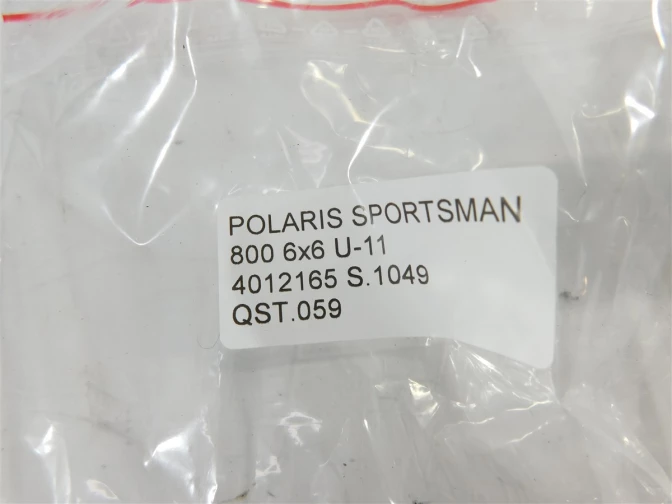 POLARIS SPORTSMAN
800 6x6 U-11
4012165 S.1049
QST.059